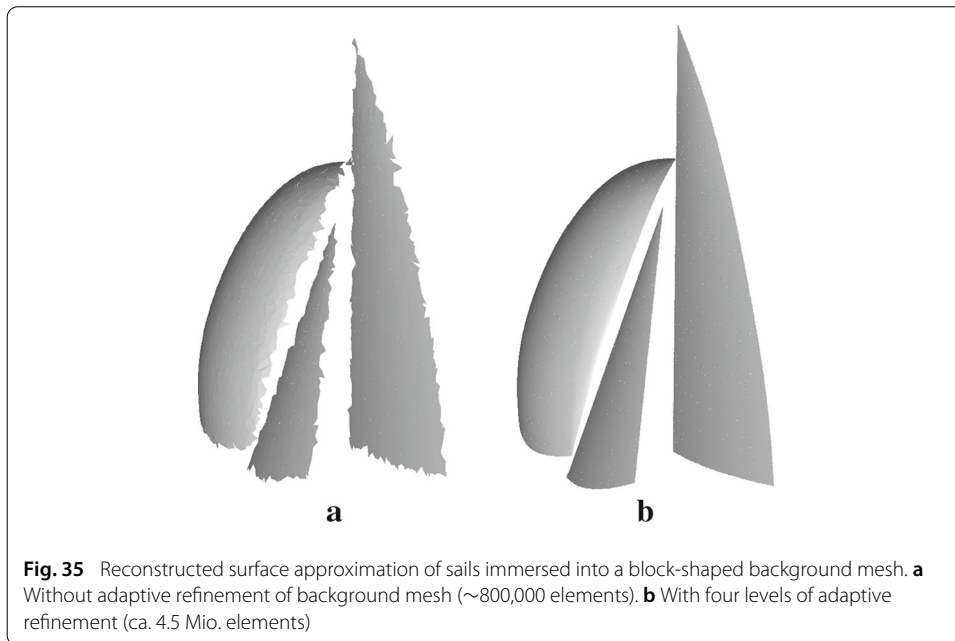 a
b
Fig. 35 Reconstructed surface approximation of sails immersed into a block-shaped background mesh. a
Without adaptive refinement of background mesh (∼800,000 elements). b With four levels of adaptive
refinement (ca. 4.5 Mio. elements)